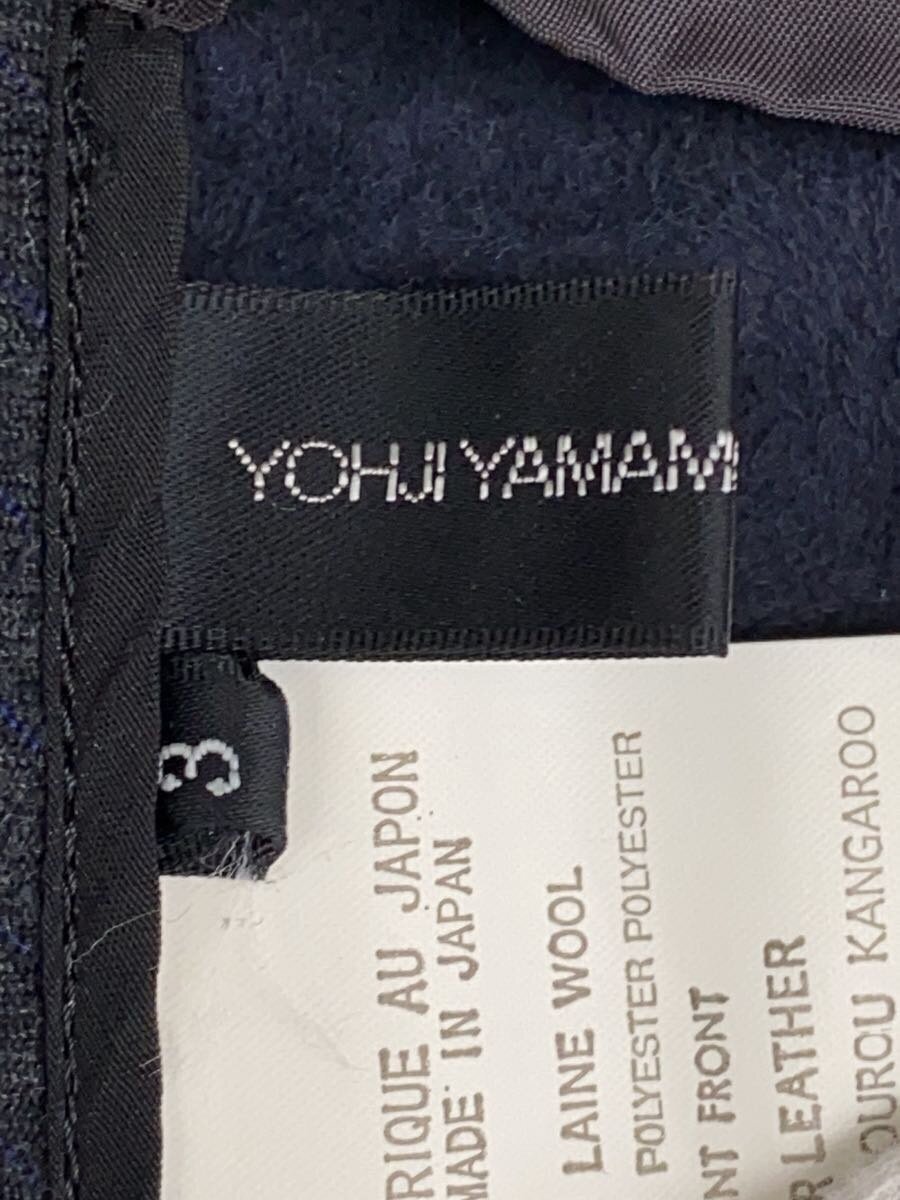 YOHJI YAMAM
3
RIQUE AU JAPON
MADE IN JAPAN
LAINE WOOL
POLYESTER POLYESTER
NT FRONT
R LEATHER
OUROU KANGAROO